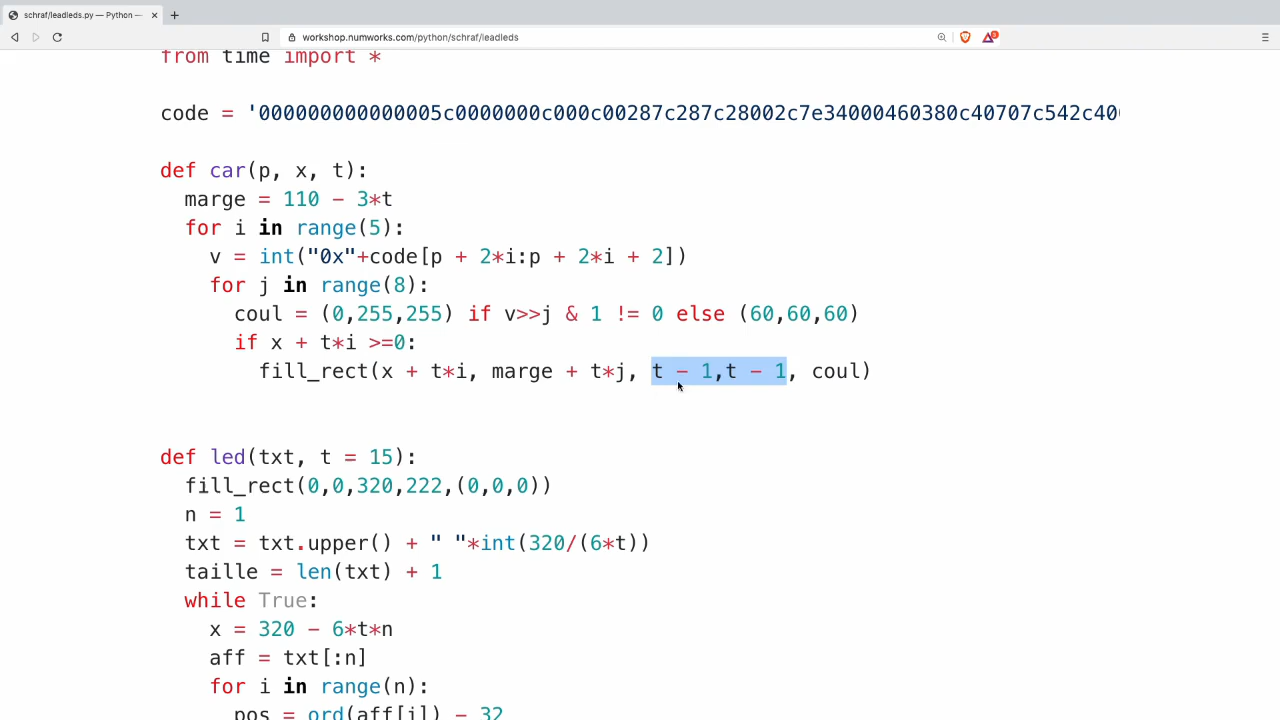 schraf/leadleds.py — Python —
workshop.numworks.com/python/schraf/leadleds
from time import *
code = '000000000000005c0000000c000c00287c287c28002c7e34000460380c40707c542c40
def car(p, x, t):
  marge = 110 - 3*t
  for i in range(5):
    v = int("0x"+code[p + 2*i:p + 2*i + 2])
    for j in range(8):
      coul = (0,255,255) if v>>j & 1 != 0 else (60,60,60)
      if x + t*i >=0:
        fill_rect(x + t*i, marge + t*j, t - 1,t - 1, coul)
def led(txt, t = 15):
  fill_rect(0,0,320,222,(0,0,0))
  n = 1
  txt = txt.upper() + " "*int(320/(6*t))
  taille = len(txt) + 1
  while True:
    x = 320 - 6*t*n
    aff = txt[:n]
    for i in range(n):
      pos = ord(aff[i]) - 32